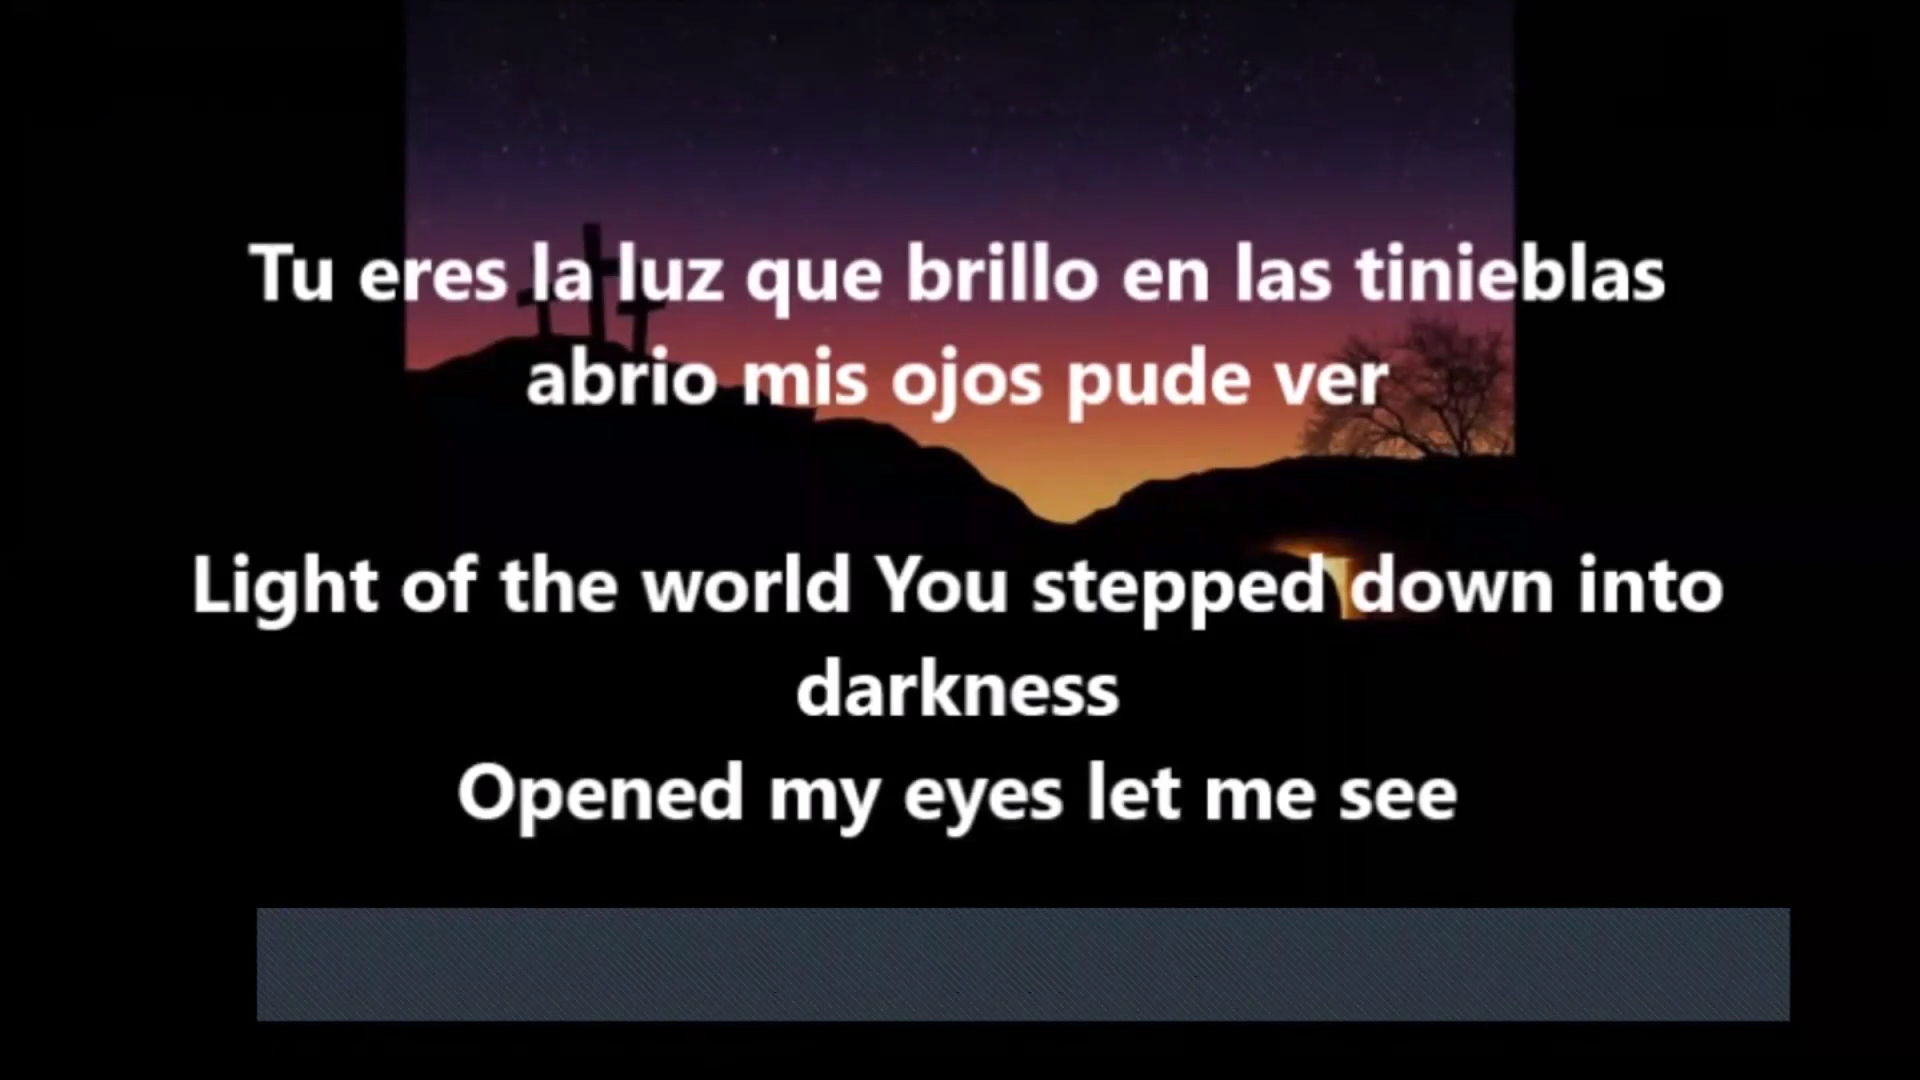 Tu eres la luz que brillo en las tinieblas
abrio mis ojos pude ver
Light of the world You stepped down into
darkness
Opened my eyes let me see